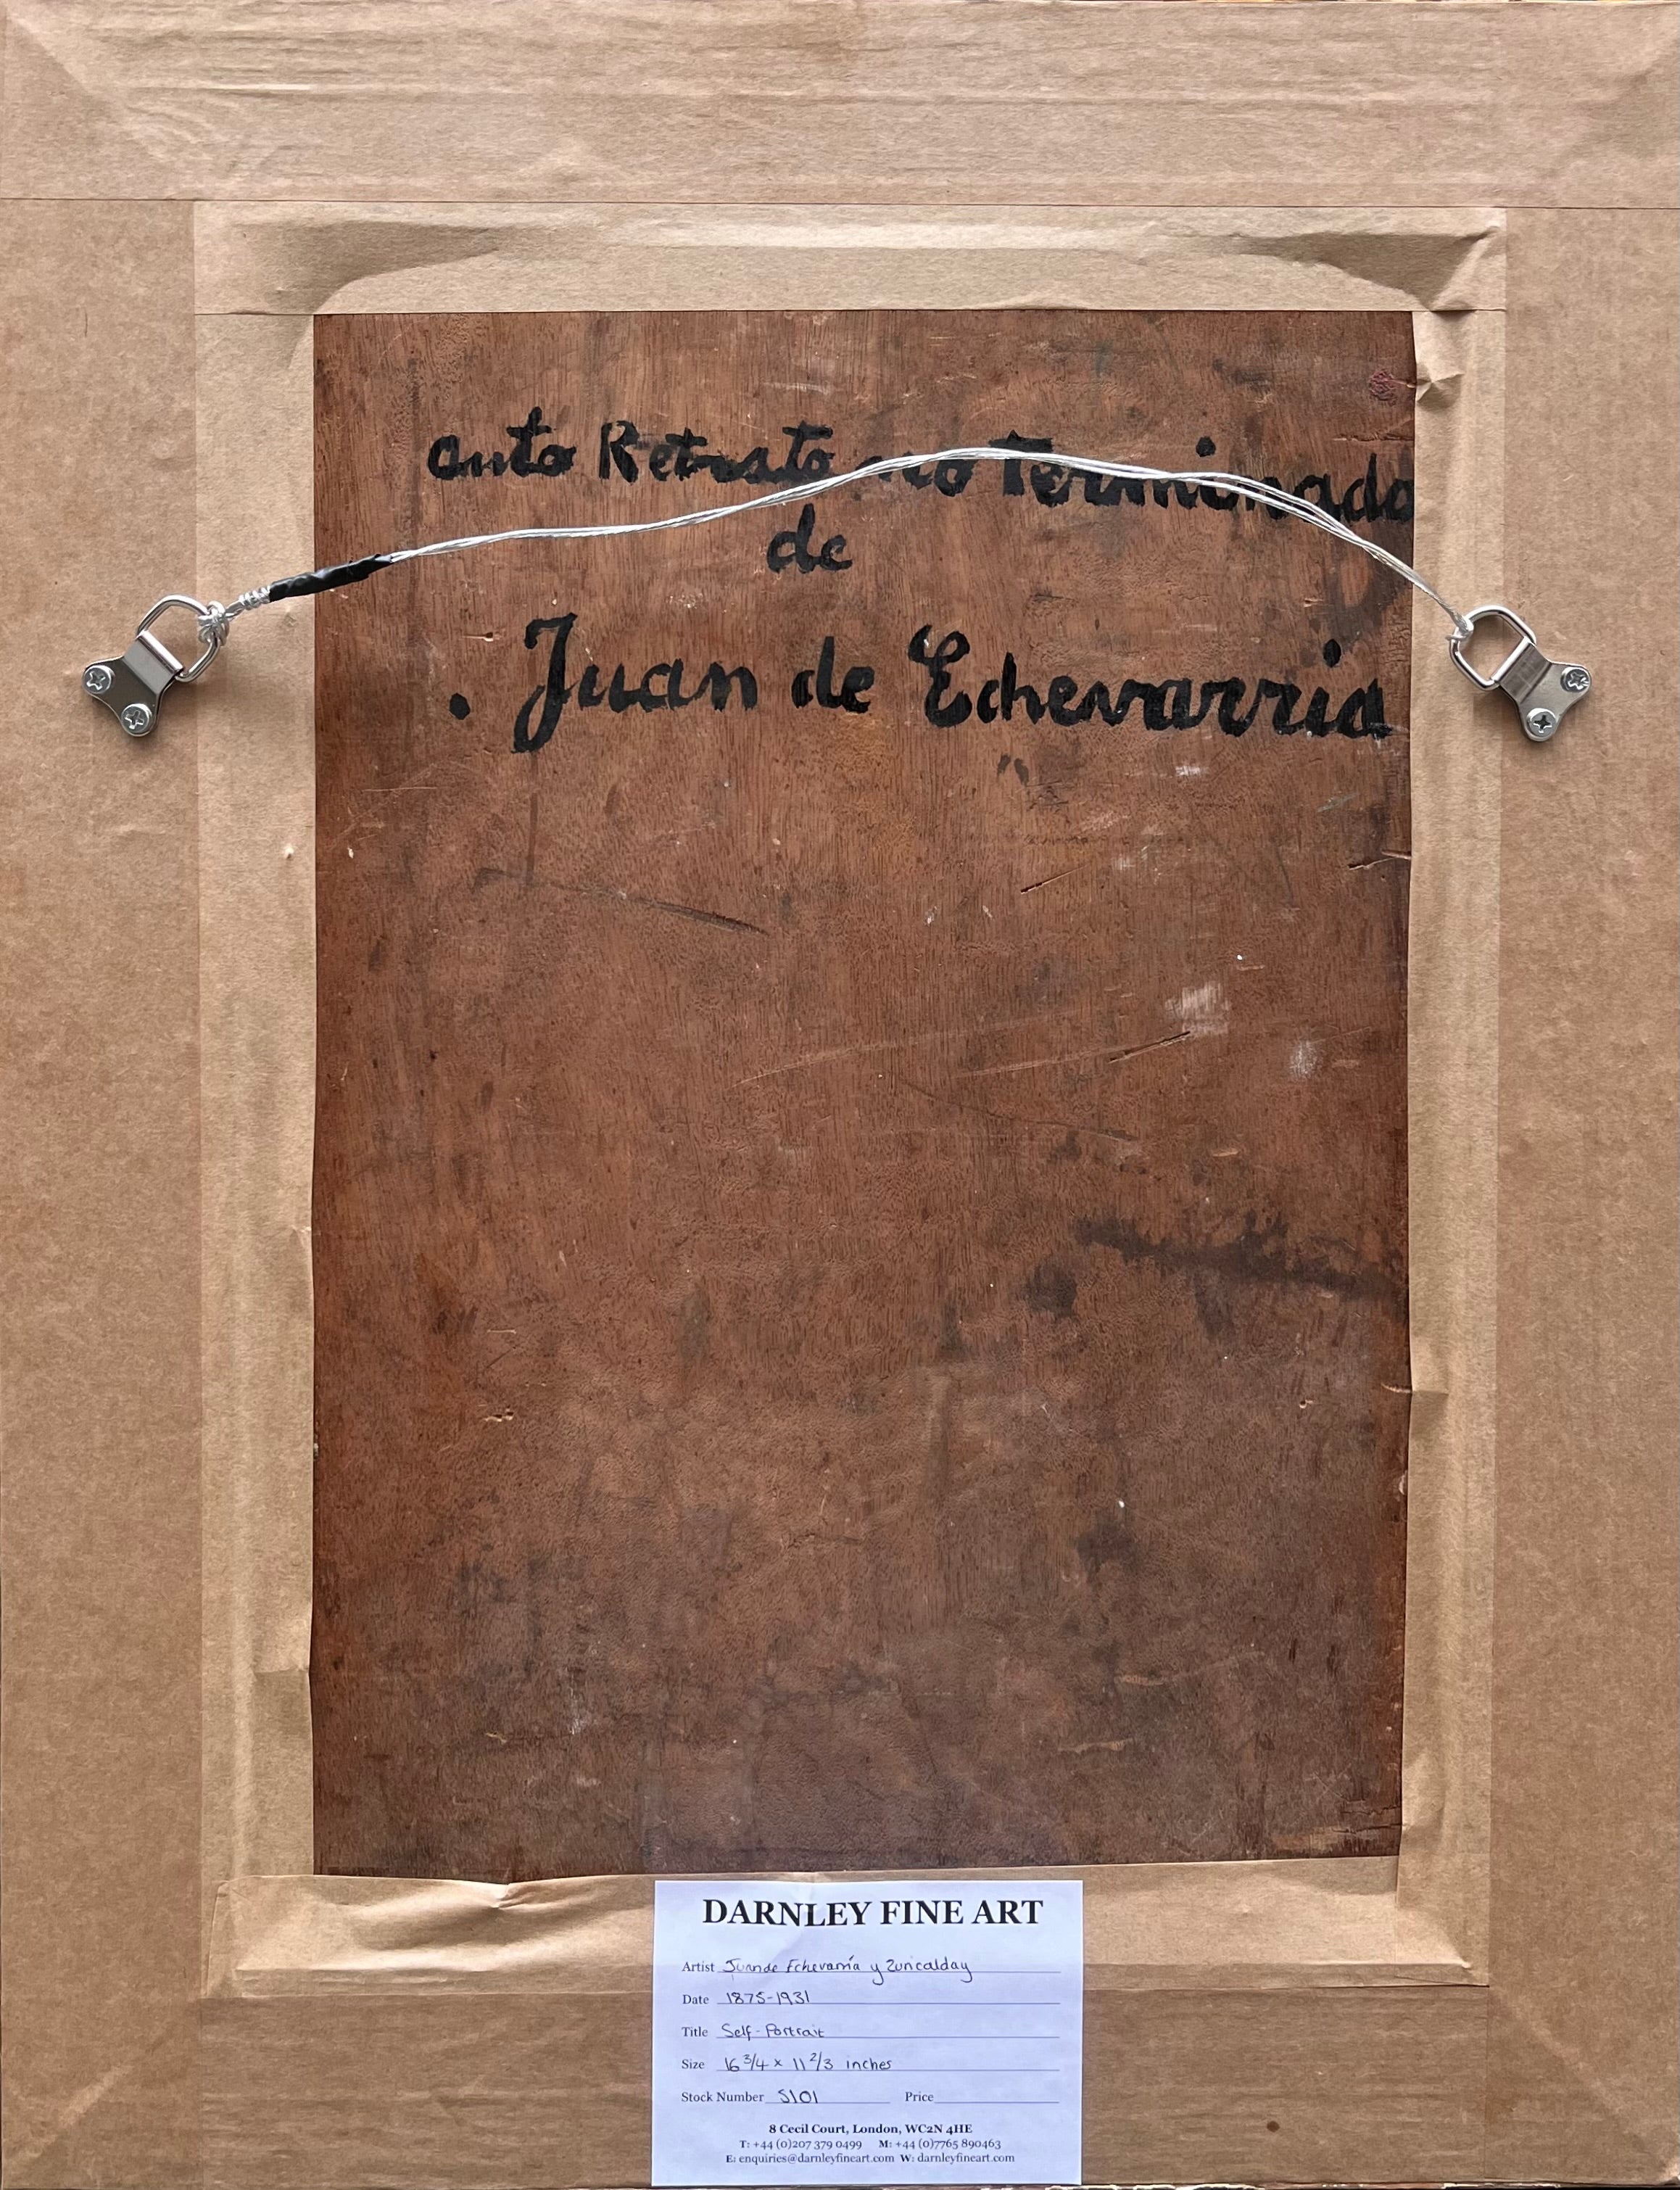 auto Retrato no Terminado
de
. Juan de Echevarria
DARNLEY FINE ART
Artist Juan de Echevarría y Zuricalday
Date 1875-1931
Title Self-Portrait
Size 16 3/4 x 11 2/3 inches
Stock Number S101 Price
8 Cecil Court, London, WC2N 4HE
T: +44 (0)207 379 0499 M: +44 (0)7765 890463
E: enquiries@darnleyfineart.com W: darnleyfineart.com